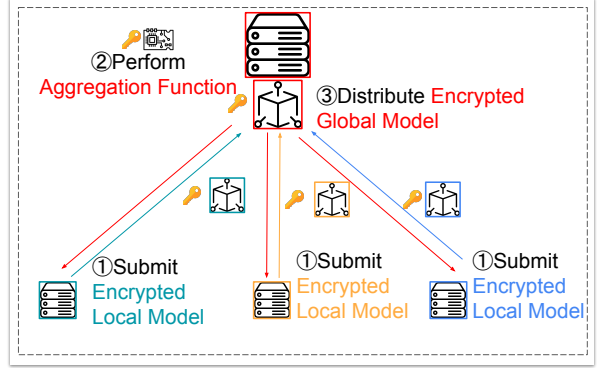 ②Perform
Aggregation Function
③Distribute Encrypted
Global Model
①Submit
Encrypted
Local Model
①Submit
Encrypted
Local Model
①Submit
Encrypted
Local Model